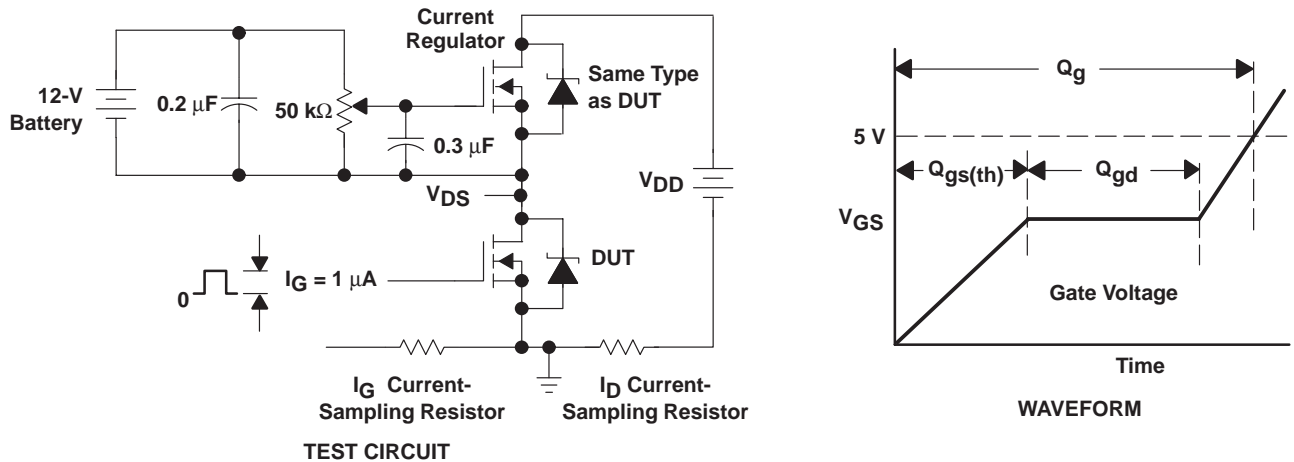 Current
Regulator
12-V
Battery
0.2 μF
50 kΩ
0.3 μF
Same Type
as DUT
VDD
VDS
DUT
0
IG = 1 μA
IG Current-
Sampling Resistor
ID Current-
Sampling Resistor
TEST CIRCUIT
Qg
5 V
Qgs(th)
Qgd
VGS
Gate Voltage
Time
WAVEFORM